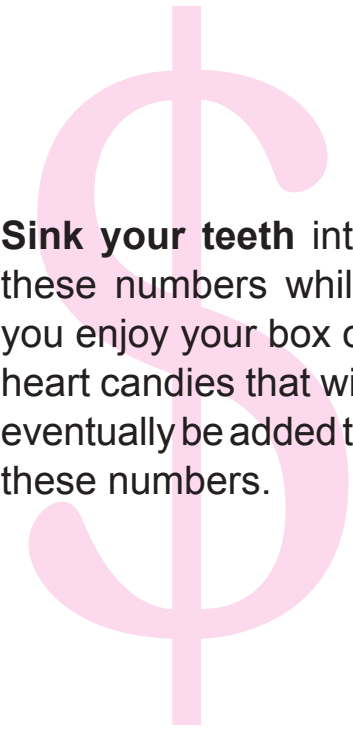 Sink your teeth int
these numbers whil
you enjoy your box o
heart candies that wi
eventually be added t
these numbers.
$